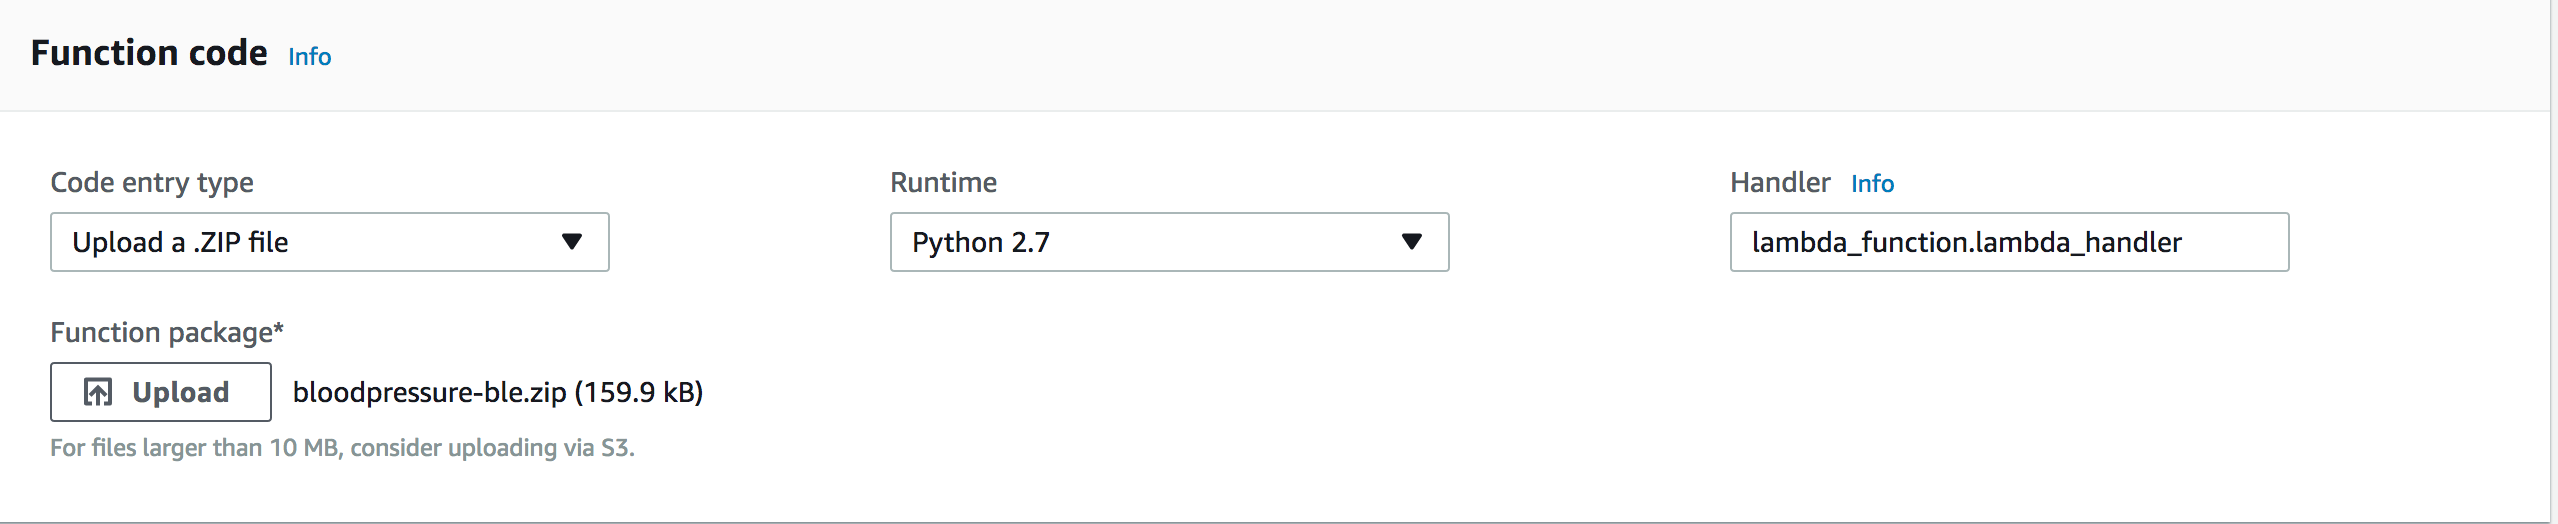 Function code Info
Code entry type
Runtime
Handler Info
Upload a .ZIP file
Python 2.7
lambda_function.lambda_handler
Function package*
Upload bloodpressure-ble.zip (159.9 kB)
For files larger than 10 MB, consider uploading via S3.